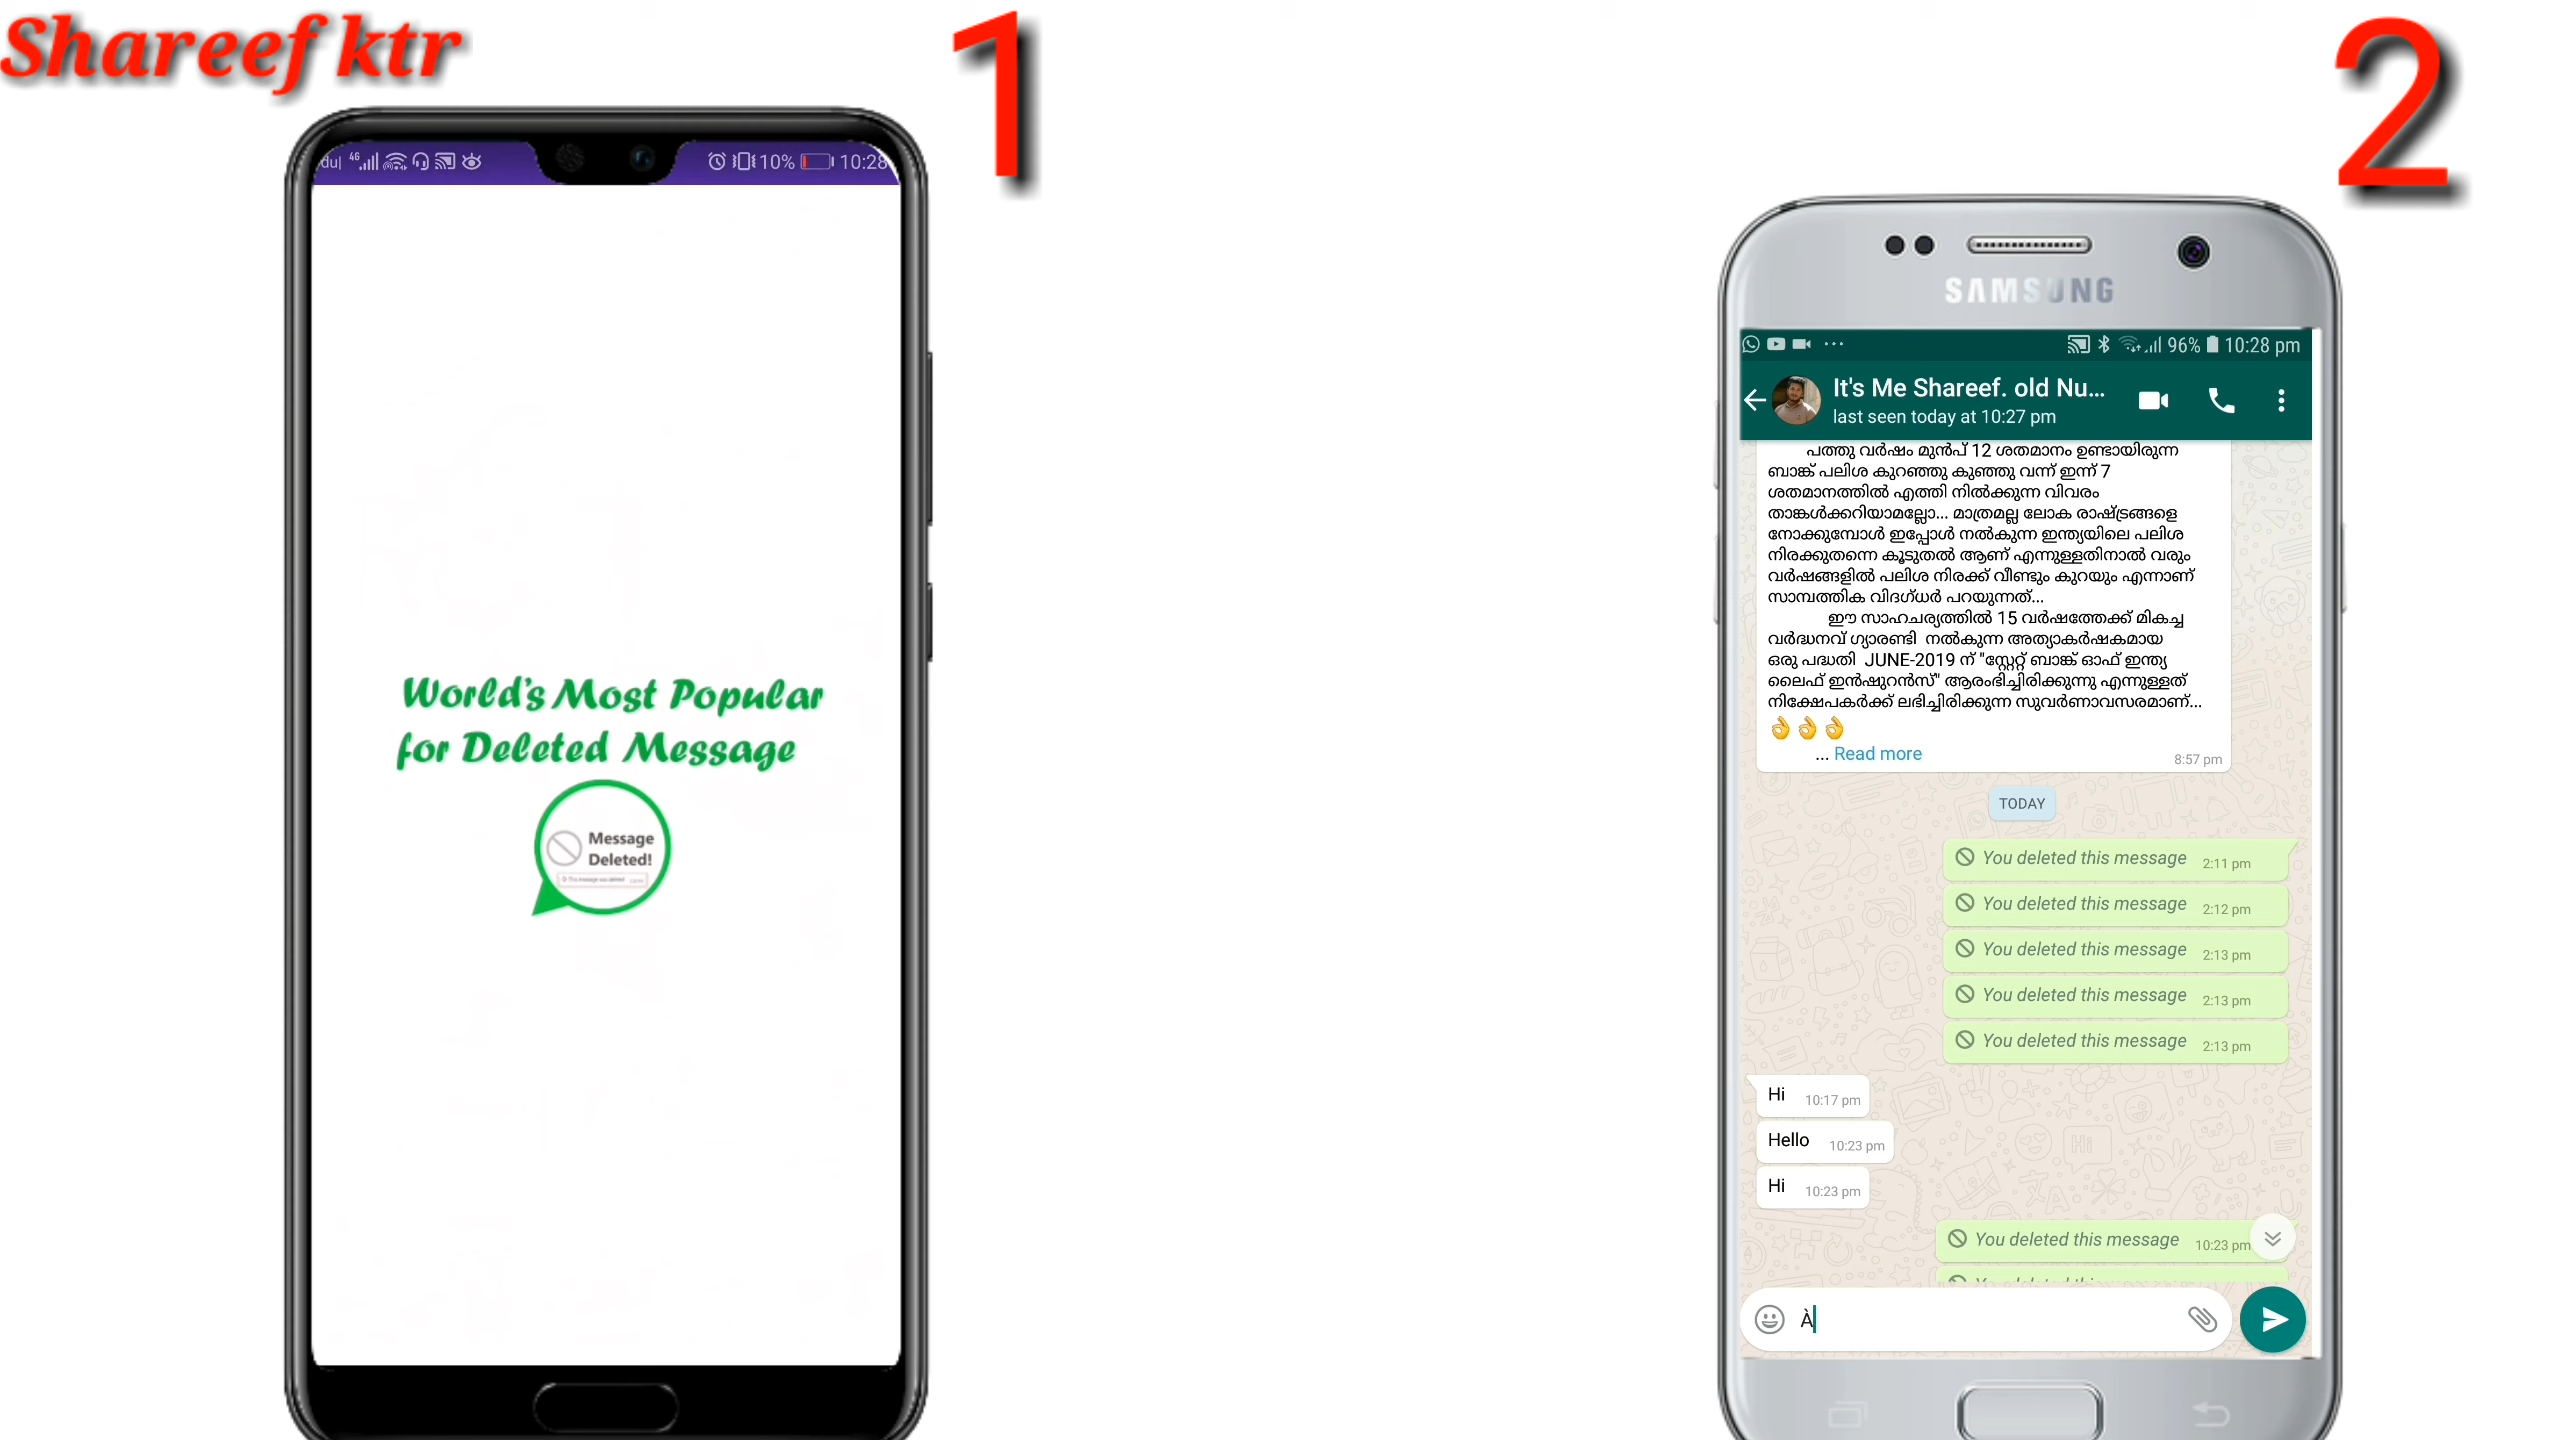 Shareef ktr
1
2
du 4G 10% 10:28
World's Most Popular
for Deleted Message
Message
Deleted!
SAMSUNG
96% 10:28 pm
It's Me Shareef. old Nu...
last seen today at 10:27 pm
പത്തു വർഷം മുൻപ് 12 ശതമാനം ഉണ്ടായിരുന്ന
ബാങ്ക് പലിശ കുറഞ്ഞു കുഞ്ഞു വന്ന് ഇന്ന് 7
ശതമാനത്തിൽ എത്തി നിൽക്കുന്ന വിവരം
താങ്കൾക്കറിയാമല്ലോ... മാത്രമല്ല ലോക രാഷ്ട്രങ്ങളെ
നോക്കുമ്പോൾ ഇപ്പോൾ നൽകുന്ന ഇന്ത്യയിലെ പലിശ
നിരക്കുതന്നെ കൂടുതൽ ആണ് എന്നുള്ളതിനാൽ വരും
വർഷങ്ങളിൽ പലിശ നിരക്ക് വീണ്ടും കുറയും എന്നാണ്
സാമ്പത്തിക വിദഗ്ധർ പറയുന്നത്...
ഈ സാഹചര്യത്തിൽ 15 വർഷത്തേക്ക് മികച്ച
വർദ്ധനവ് ഗ്യാരണ്ടി നൽകുന്ന അത്യാകർഷകമായ
ഒരു പദ്ധതി JUNE-2019 ന് "സ്റ്റേറ്റ് ബാങ്ക് ഓഫ് ഇന്ത്യ
ലൈഫ് ഇൻഷുറൻസ്" ആരംഭിച്ചിരിക്കുന്നു എന്നുള്ളത്
നിക്ഷേപകർക്ക് ലഭിച്ചിരിക്കുന്ന സുവർണാവസരമാണ്...
👌👌👌
... Read more 8:57 pm
TODAY
You deleted this message 2:11 pm
You deleted this message 2:12 pm
You deleted this message 2:13 pm
You deleted this message 2:13 pm
You deleted this message 2:13 pm
Hi 10:17 pm
Hello 10:23 pm
Hi 10:23 pm
You deleted this message 10:23 pm
À